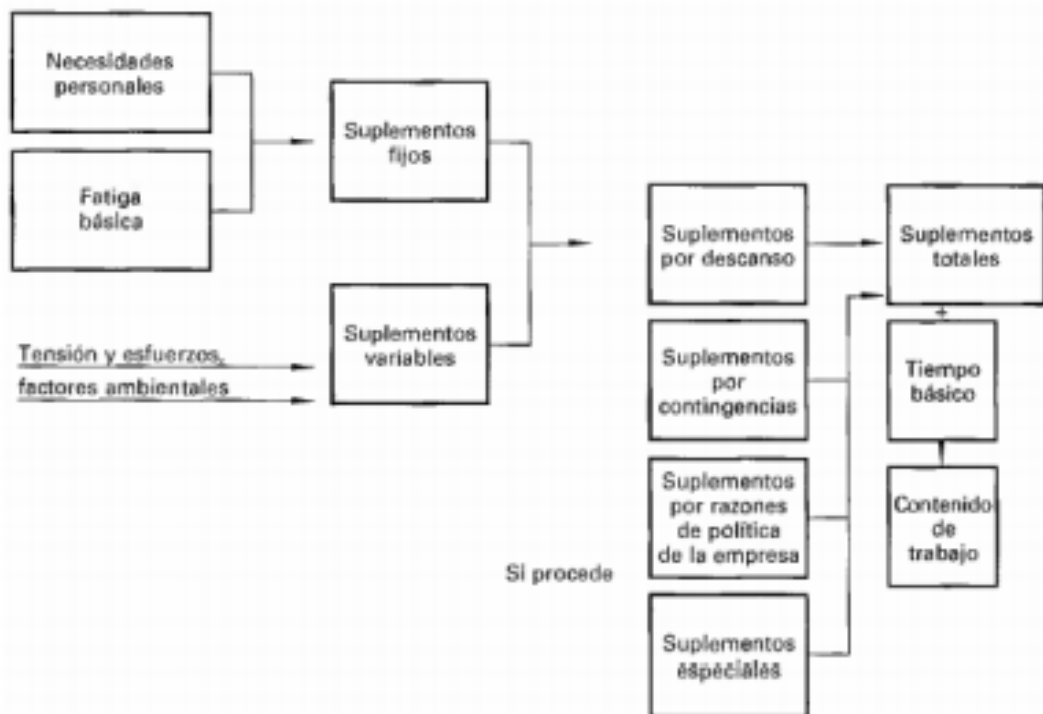 Necesidades
personales
Fatiga
básica
Tensión y esfuerzos,
factores ambientales
Suplementos
fijos
Suplementos
variables
Suplementos
por descanso
Suplementos
por
contingencias
Suplementos
por razones
de política
de la empresa
Si procede
Suplementos
especiales
Suplementos
totales
+
Tiempo
básico
Contenido
de
trabajo